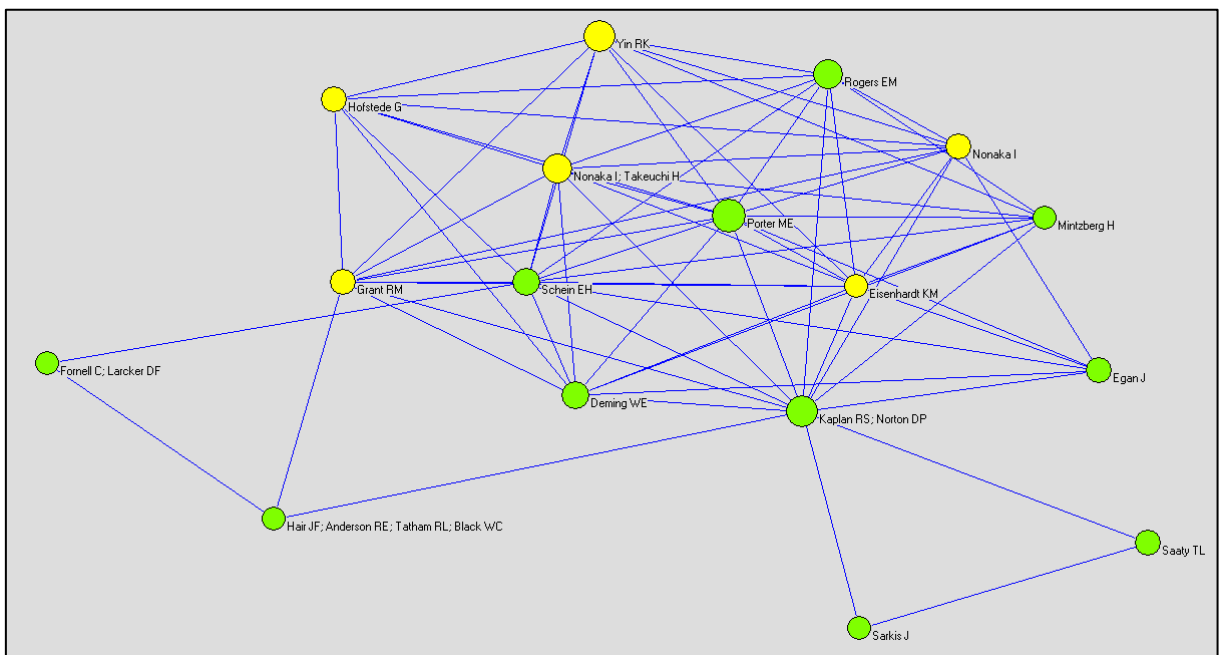 Yin RK
Rogers EM
Hofstede G
Nonaka I
Nonaka I; Takeuchi H
Porter ME
Mintzberg H
Grant RM
Schein EH
Eisenhardt KM
Fornell C; Larcker DF
Egan J
Deming WE
Kaplan RS; Norton DP
Hair JF; Anderson RE; Tatham RL; Black WC
Saaty TL
Sarkis J